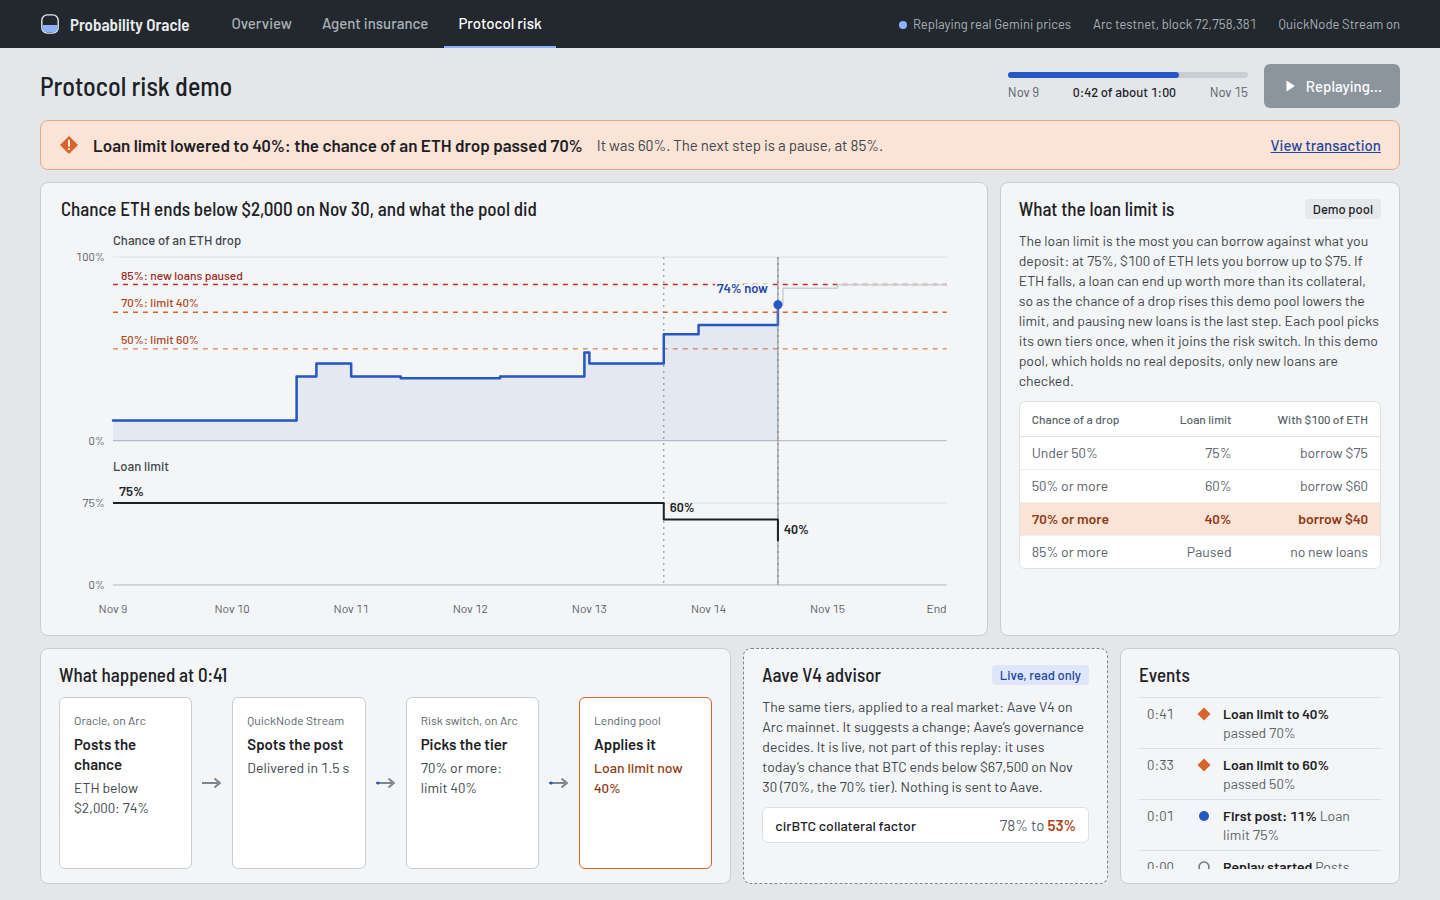 Probability Oracle
Overview
Agent insurance
Protocol risk
Replaying real Gemini prices
Arc testnet, block 72,758,381
QuickNode Stream on
Protocol risk demo
Nov 9
0:42 of about 1:00
Nov 15
Replaying...
Loan limit lowered to 40%: the chance of an ETH drop passed 70%
It was 60%. The next step is a pause, at 85%.
View transaction
Chance ETH ends below $2,000 on Nov 30, and what the pool did
Chance of an ETH drop
100%
85%: new loans paused
74% now
70%: limit 40%
50%: limit 60%
0%
Loan limit
75%
75%
60%
40%
0%
Nov 9
Nov 10
Nov 11
Nov 12
Nov 13
Nov 14
Nov 15
End
What the loan limit is
Demo pool
The loan limit is the most you can borrow against what you
deposit: at 75%, $100 of ETH lets you borrow up to $75. If
ETH falls, a loan can end up worth more than its collateral,
so as the chance of a drop rises this demo pool lowers the
limit, and pausing new loans is the last step. Each pool picks
its own tiers once, when it joins the risk switch. In this demo
pool, which holds no real deposits, only new loans are
checked.
Chance of a drop
Loan limit
With $100 of ETH
Under 50%
75%
borrow $75
50% or more
60%
borrow $60
70% or more
40%
borrow $40
85% or more
Paused
no new loans
What happened at 0:41
Oracle, on Arc
Posts the
chance
ETH below
$2,000: 74%
QuickNode Stream
Spots the post
Delivered in 1.5 s
Risk switch, on Arc
Picks the tier
70% or more:
limit 40%
Lending pool
Applies it
Loan limit now
40%
Aave V4 advisor
Live, read only
The same tiers, applied to a real market: Aave V4 on
Arc mainnet. It suggests a change; Aave's governance
decides. It is live, not part of this replay: it uses
today's chance that BTC ends below $67,500 on Nov
30 (70%, the 70% tier). Nothing is sent to Aave.
cirBTC collateral factor
78% to 53%
Events
0:41
Loan limit to 40%
passed 70%
0:33
Loan limit to 60%
passed 50%
0:01
First post: 11% Loan
limit 75%
0:00
Replay started Posts